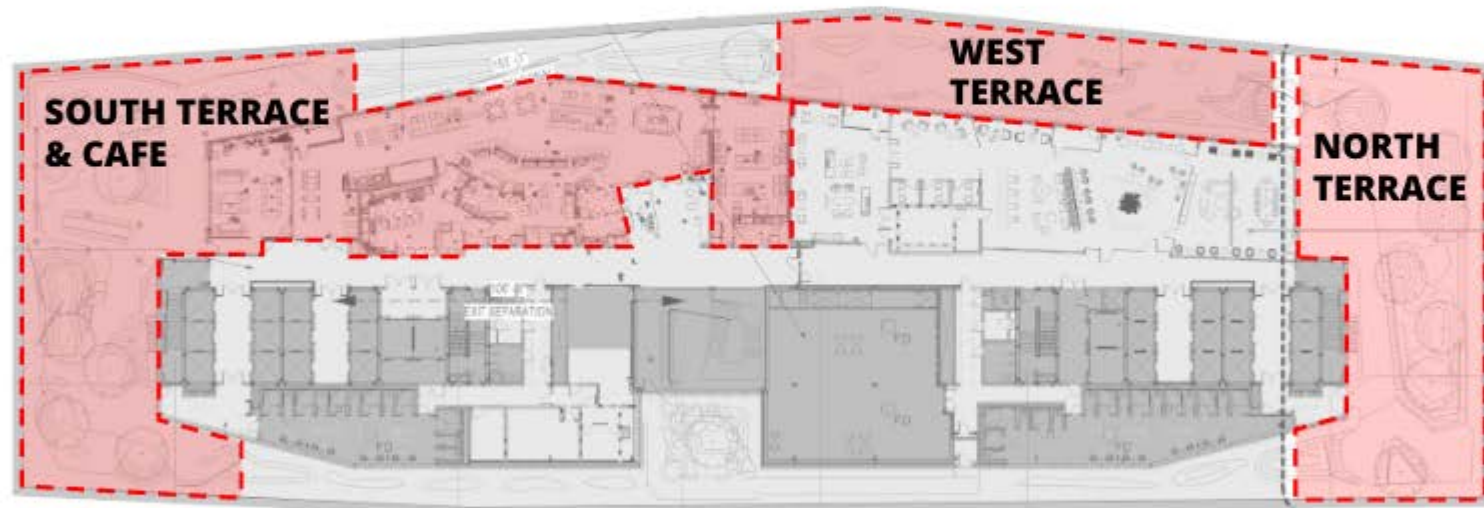 SOUTH TERRACE
& CAFE
WEST
TERRACE
NORTH
TERRACE
EXIT SEPARATION